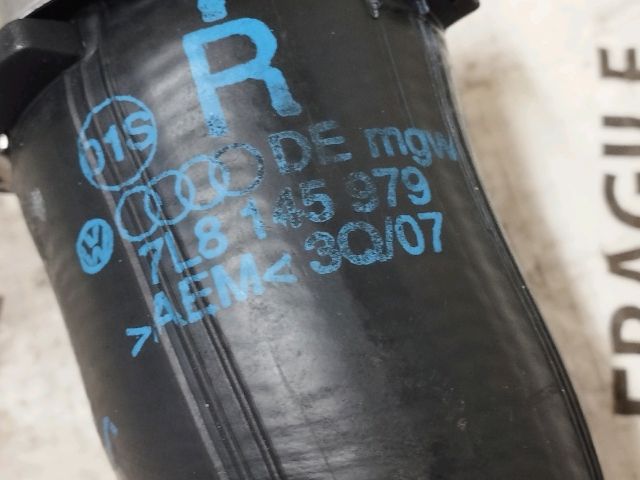 R
01S
DE mgw
7L8 145 979
>AEM< 3Q/07
FRAGILE